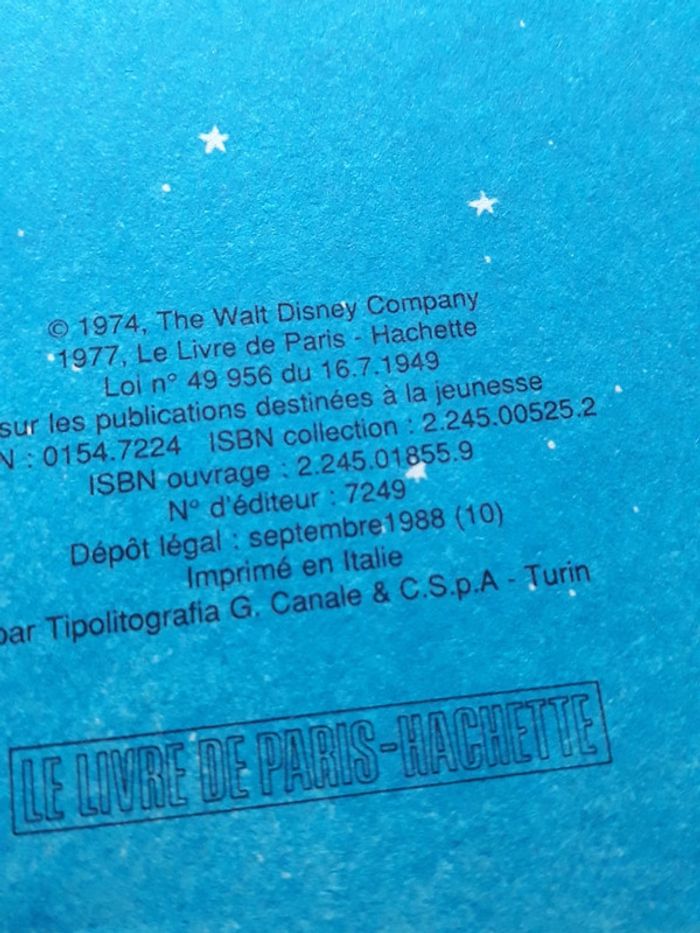 © 1974, The Walt Disney Company
1977, Le Livre de Paris - Hachette
Loi n° 49 956 du 16.7.1949
sur les publications destinées à la jeunesse
N : 0154.7224 ISBN collection : 2.245.00525.2
ISBN ouvrage : 2.245.01855.9
N° d'éditeur : 7249
Dépôt légal : septembre1988 (10)
Imprimé en Italie
par Tipolitografia G. Canale & C.S.p.A - Turin
LE LIVRE DE PARIS-HACHETTE